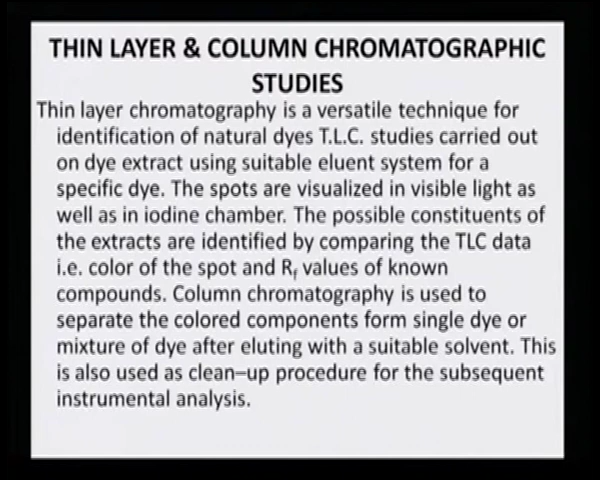 THIN LAYER & COLUMN CHROMATOGRAPHIC
STUDIES
Thin layer chromatography is a versatile technique for
identification of natural dyes T.L.C. studies carried out
on dye extract using suitable eluent system for a
specific dye. The spots are visualized in visible light as
well as in iodine chamber. The possible constituents of
the extracts are identified by comparing the TLC data
i.e. color of the spot and Rf values of known
compounds. Column chromatography is used to
separate the colored components form single dye or
mixture of dye after eluting with a suitable solvent. This
is also used as clean–up procedure for the subsequent
instrumental analysis.